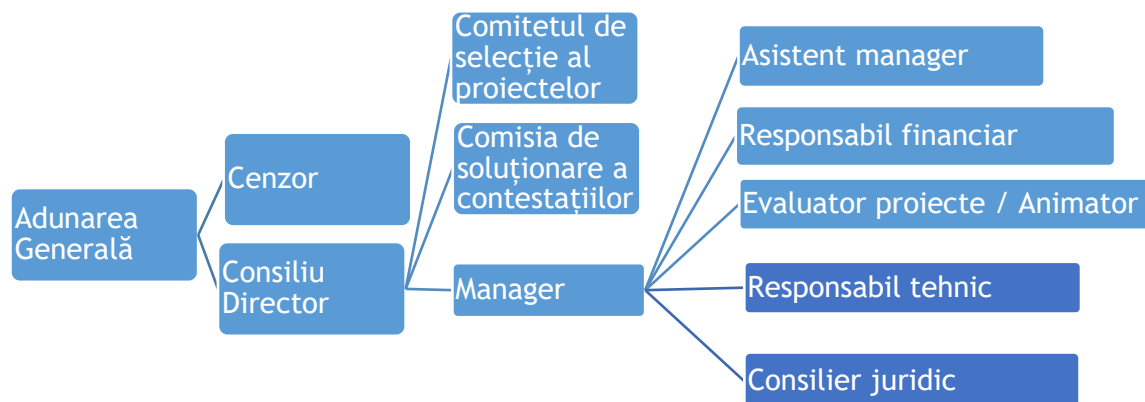 Adunarea
Generală
Cenzor
Consiliu
Director
Comitetul de
selecție al
proiectelor
Comisia de
soluționare a
contestațiilor
Manager
Asistent manager
Responsabil financiar
Evaluator proiecte / Animator
Responsabil tehnic
Consilier juridic